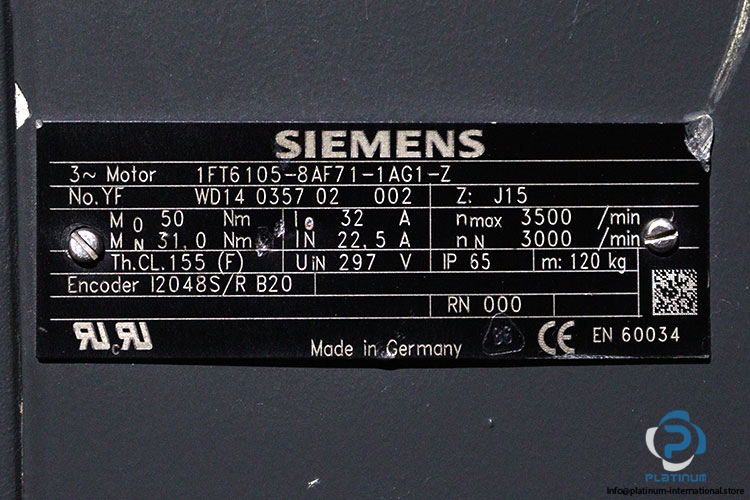 SIEMENS
3~ Motor 1FT6105-8AF71-1AG1-Z
No.YF WD14 0357 02 002 Z: J15
M0 50 Nm I0 32 A nmax 3500 /min
MN 31,0 Nm IN 22,5 A nN 3000 /min
Th.CL.155 (F) UiN 297 V IP 65 m: 120 kg
Encoder I2048S/R B20
RN 000
Made in Germany
CE EN 60034
PLATINUM
info@platinum-international.store